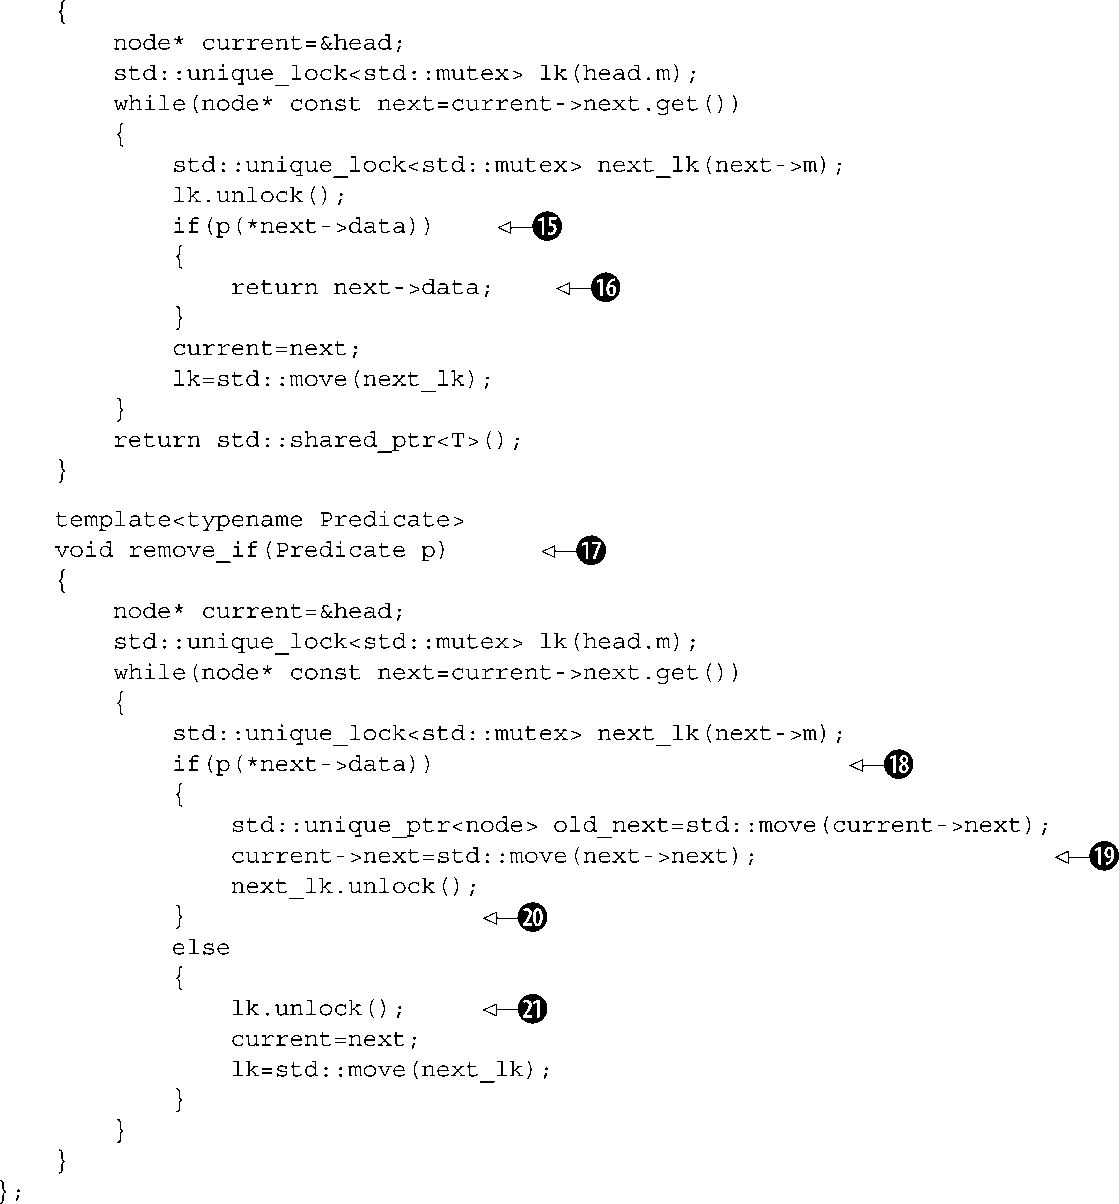 {
node* current=&head;
std::unique_lock<std::mutex> lk(head.m);
while(node* const next=current->next.get())
{
std::unique_lock<std::mutex> next_lk(next->m);
lk.unlock();
if(p(*next->data)) 15
{
return next->data; 16
}
current=next;
lk=std::move(next_lk);
}
return std::shared_ptr<T>();
}
template<typename Predicate>
void remove_if(Predicate p) 17
{
node* current=&head;
std::unique_lock<std::mutex> lk(head.m);
while(node* const next=current->next.get())
{
std::unique_lock<std::mutex> next_lk(next->m);
if(p(*next->data)) 18
{
std::unique_ptr<node> old_next=std::move(current->next);
current->next=std::move(next->next); 19
next_lk.unlock();
} 20
else
{
lk.unlock(); 21
current=next;
lk=std::move(next_lk);
}
}
}
};